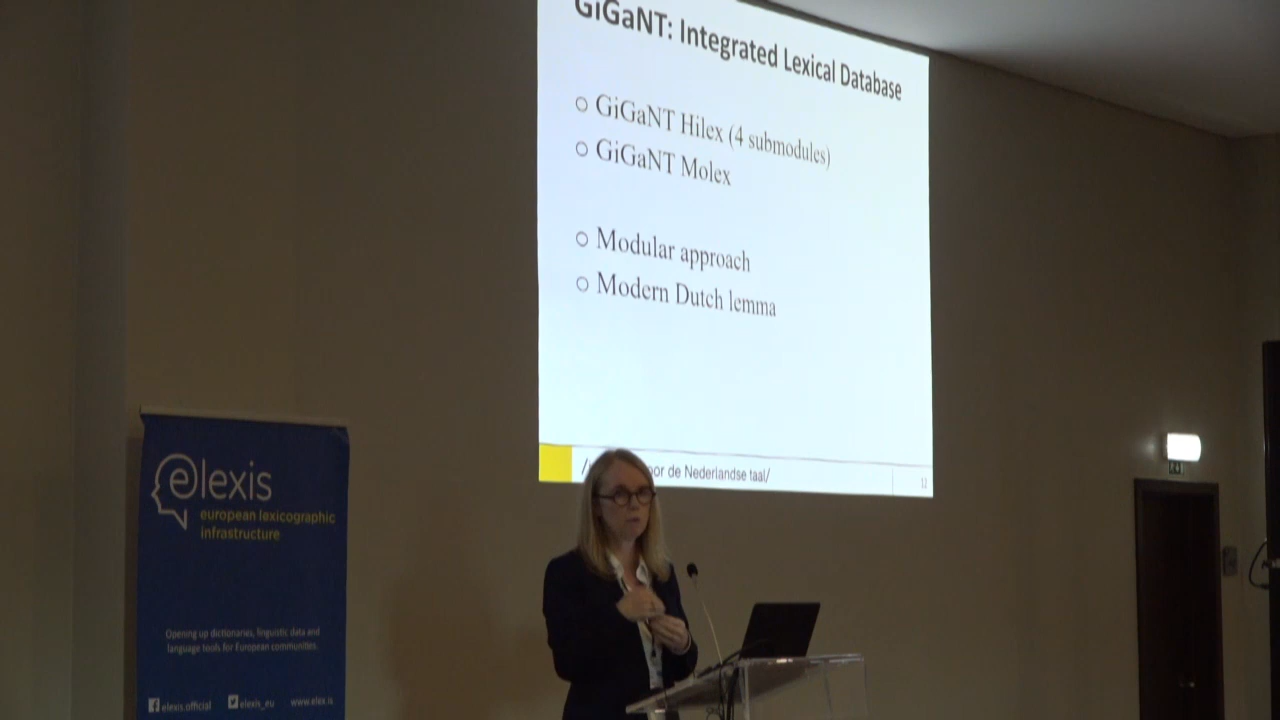 GiGaNT: Integrated Lexical Database
GiGaNT Hilex (4 submodules)
GiGaNT Molex
Modular approach
Modern Dutch lemma
oor de Nederlandse taal/
12
elexis
european lexicographic
infrastructure
Opening up dictionaries, linguistic data and
language tools for European communities.
elexis.official
elexis_eu
www.elex.is